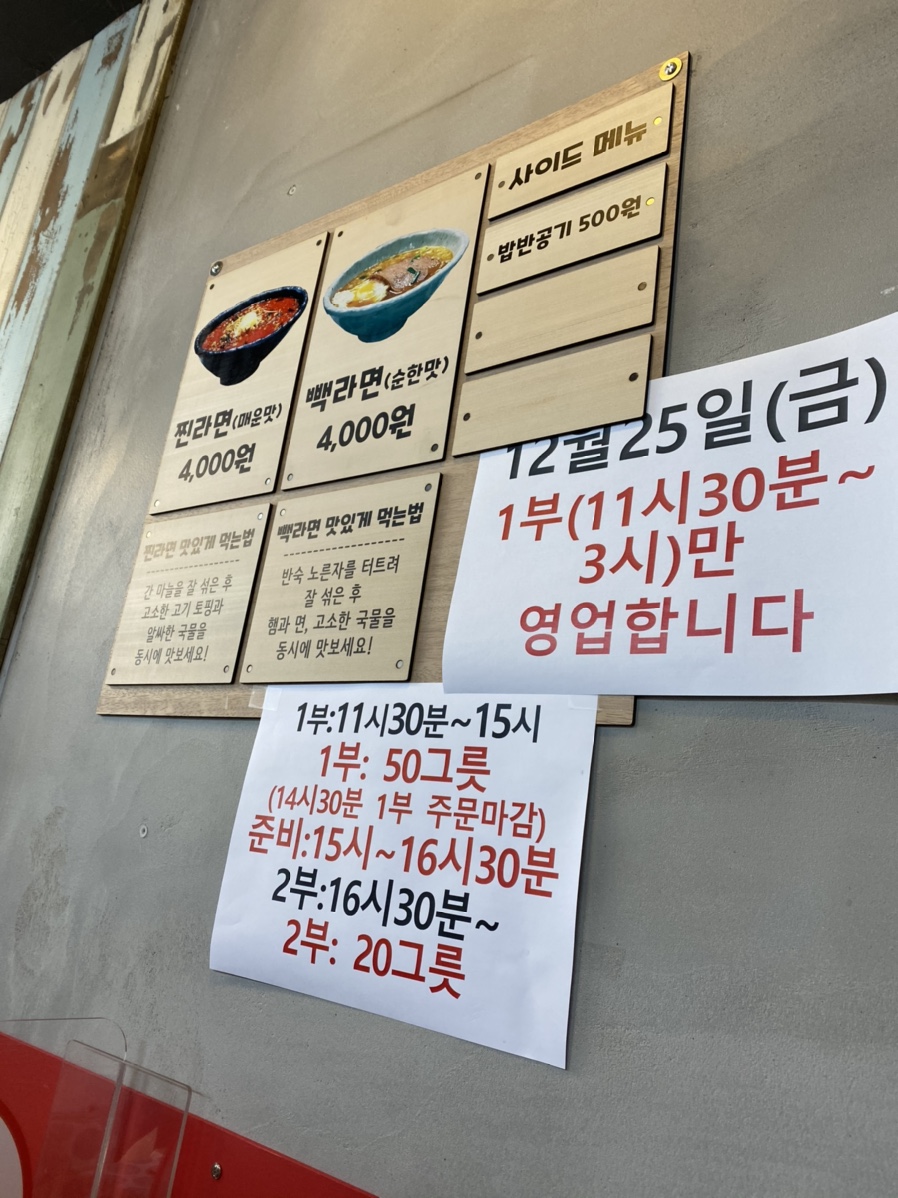 찐라면(매운맛)
4,000원
빽라면(순한맛)
4,000원
사이드 메뉴
밥반공기 500원
찐라면 맛있게 먹는법
간 마늘을 잘 섞은 후
고소한 고기 토핑과
알싸한 국물을
동시에 맛보세요!
빽라면 맛있게 먹는법
반숙 노른자를 터트려
잘 섞은 후
햄과 면, 고소한 국물을
동시에 맛보세요!
12월25일(금)
1부(11시30분~
3시)만
영업합니다
1부:11시30분~15시
1부: 50그릇
(14시30분 1부 주문마감)
준비:15시~16시30분
2부:16시30분~
2부: 20그릇